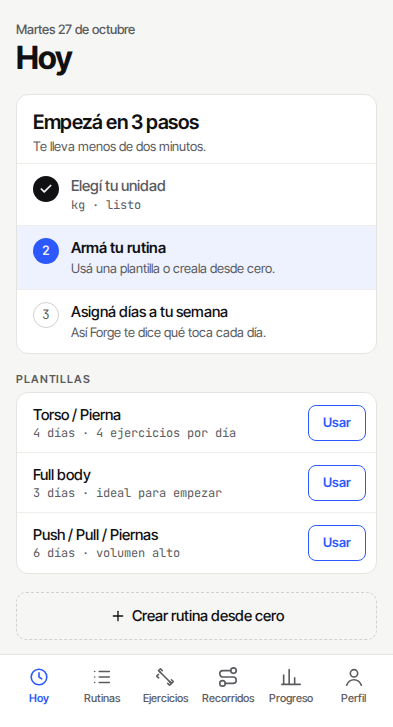 Martes 27 de octubre
Hoy
Empezá en 3 pasos
Te lleva menos de dos minutos.
Elegí tu unidad
kg · listo
2
Armá tu rutina
Usá una plantilla o creala desde cero.
3
Asigná días a tu semana
Así Forge te dice qué toca cada día.
PLANTILLAS
Torso / Pierna
4 días · 4 ejercicios por día
Usar
Full body
3 días · ideal para empezar
Usar
Push / Pull / Piernas
6 días · volumen alto
Usar
+ Crear rutina desde cero
Hoy
Rutinas
Ejercicios
Recorridos
Progreso
Perfil